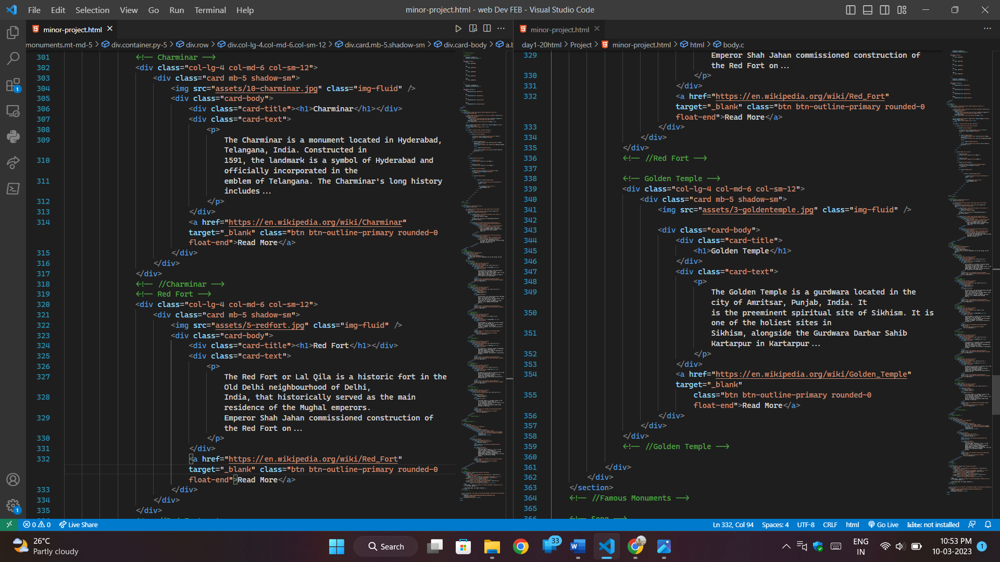 File Edit Selection View Go Run Terminal Help
minor-project.html - web Dev FEB - Visual Studio Code
minor-project.html
monuments.mt-md-5 > div.container.py-5 > div.row > div.col-lg-4.col-md-6.col-sm-12 > div.card.mb-5.shadow-sm > div.card-body > a.b
301 <!-- Charminar -->
302 <div class="col-lg-4 col-md-6 col-sm-12">
303 <div class="card mb-5 shadow-sm">
304 <img src="assets/10-charminar.jpg" class="img-fluid" />
305 <div class="card-body">
306 <div class="card-title"><h1>Charminar</h1></div>
307 <div class="card-text">
308 <p>
309 The Charminar is a monument located in Hyderabad,
Telangana, India. Constructed in
310 1591, the landmark is a symbol of Hyderabad and
officially incorporated in the
311 emblem of Telangana. The Charminar's long history
includes...
312 </p>
313 </div>
314 <a href="https://en.wikipedia.org/wiki/Charminar"
target="_blank" class="btn btn-outline-primary rounded-0
float-end">Read More</a>
315 </div>
316 </div>
317 </div>
318 <!-- //Charminar -->
319 <!-- Red Fort -->
320 <div class="col-lg-4 col-md-6 col-sm-12">
321 <div class="card mb-5 shadow-sm">
322 <img src="assets/5-redfort.jpg" class="img-fluid" />
323 <div class="card-body">
324 <div class="card-title"><h1>Red Fort</h1></div>
325 <div class="card-text">
326 <p>
327 The Red Fort or Lal Qila is a historic fort in the
Old Delhi neighbourhood of Delhi,
328 India, that historically served as the main
residence of the Mughal emperors.
329 Emperor Shah Jahan commissioned construction of
the Red Fort on...
330 </p>
331 </div>
332 <a href="https://en.wikipedia.org/wiki/Red_Fort"
target="_blank" class="btn btn-outline-primary rounded-0
float-end">Read More</a>
333 </div>
334 </div>
335 </div>
minor-project.html
day1-20html > Project > minor-project.html > html > body.c
329 Emperor Shah Jahan commissioned construction of
the Red Fort on...
330 </p>
331 </div>
332 <a href="https://en.wikipedia.org/wiki/Red_Fort"
target="_blank" class="btn btn-outline-primary rounded-0
float-end">Read More</a>
333 </div>
334 </div>
335 </div>
336 <!-- //Red Fort -->
337
338 <!-- Golden Temple -->
339 <div class="col-lg-4 col-md-6 col-sm-12">
340 <div class="card mb-5 shadow-sm">
341 <img src="assets/3-goldentemple.jpg" class="img-fluid" />
342
343 <div class="card-body">
344 <div class="card-title">
345 <h1>Golden Temple</h1>
346 </div>
347 <div class="card-text">
348 <p>
349 The Golden Temple is a gurdwara located in the
city of Amritsar, Punjab, India. It
350 is the preeminent spiritual site of Sikhism. It is
one of the holiest sites in
351 Sikhism, alongside the Gurdwara Darbar Sahib
Kartarpur in Kartarpur...
352 </p>
353 </div>
354 <a href="https://en.wikipedia.org/wiki/Golden_Temple"
target="_blank"
355 class="btn btn-outline-primary rounded-0
float-end">Read More</a>
356 </div>
357 </div>
358 </div>
359 <!-- //Golden Temple -->
360
361 </div>
362 </div>
363 </section>
364 <!-- //Famous Monuments -->
365
366 <!-- Song -->
0 0 Live Share
Ln 332, Col 94 Spaces: 4 UTF-8 CRLF html Go Live kite: not installed
26°C
Partly cloudy
Search
33
ENG
IN
10:53 PM
10-03-2023
1